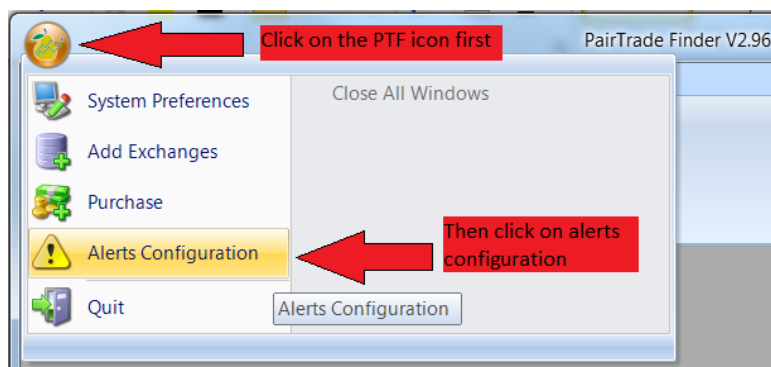 Click on the PTF icon first
PairTrade Finder V2.96
System Preferences
Close All Windows
Add Exchanges
Purchase
Then click on alerts
configuration
Alerts Configuration
Quit
Alerts Configuration